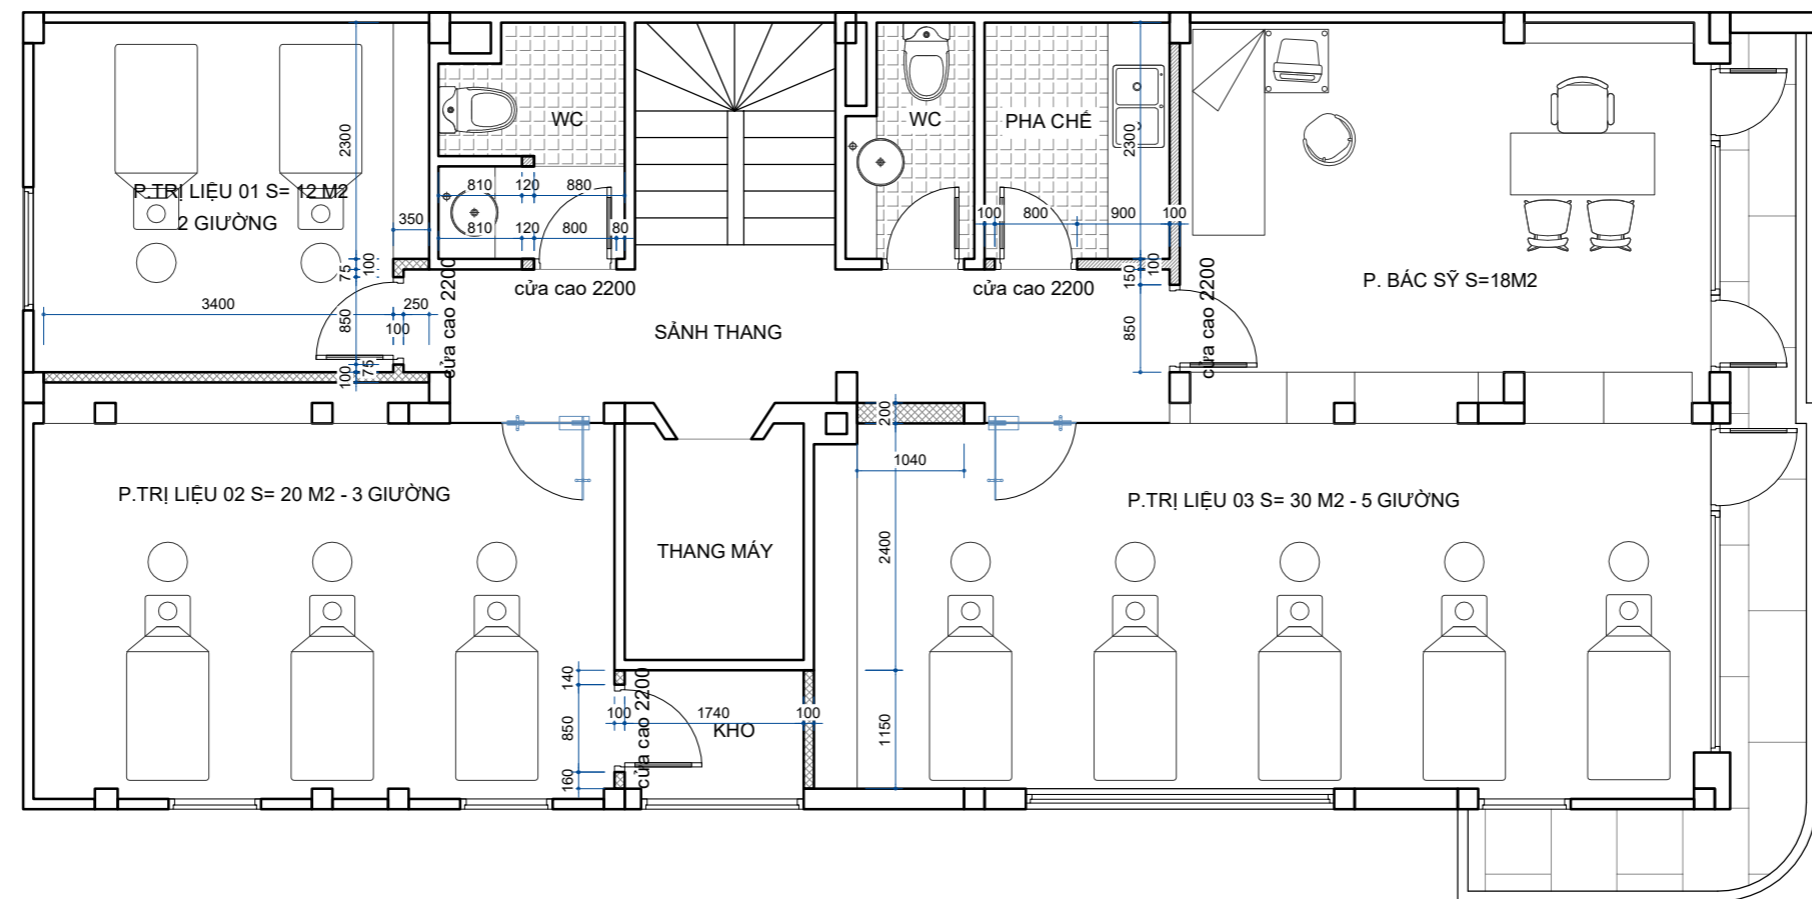 WC
WC
PHA CHẾ
2300
2300
P.TRỊ LIỆU 01 S= 12 M2
2 GIƯỜNG
810
120
880
350
810
120
800
80
100
800
900
100
100
75
3400
850
100
250
100
75
cửa cao 2200
cửa cao 2200
cửa cao 2200
100
150
850
cửa cao 2200
P. BÁC SỸ S=18M2
SẢNH THANG
200
1040
P.TRỊ LIỆU 02 S= 20 M2 - 3 GIƯỜNG
P.TRỊ LIỆU 03 S= 30 M2 - 5 GIƯỜNG
THANG MÁY
2400
140
850
160
cửa cao 2200
100
1740
100
KHO
1150